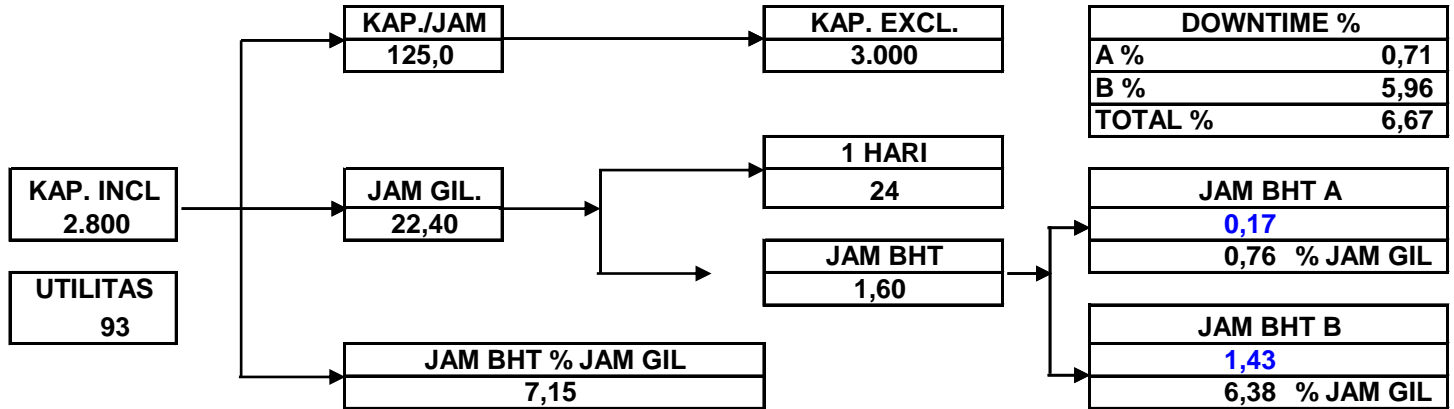 KAP./JAM
125,0
KAP. EXCL.
3.000
DOWNTIME %
A % 0,71
B % 5,96
TOTAL % 6,67
KAP. INCL
2.800
UTILITAS
93
JAM GIL.
22,40
1 HARI
24
JAM BHT
1,60
JAM BHT A
0,17
0,76 % JAM GIL
JAM BHT B
1,43
6,38 % JAM GIL
JAM BHT % JAM GIL
7,15